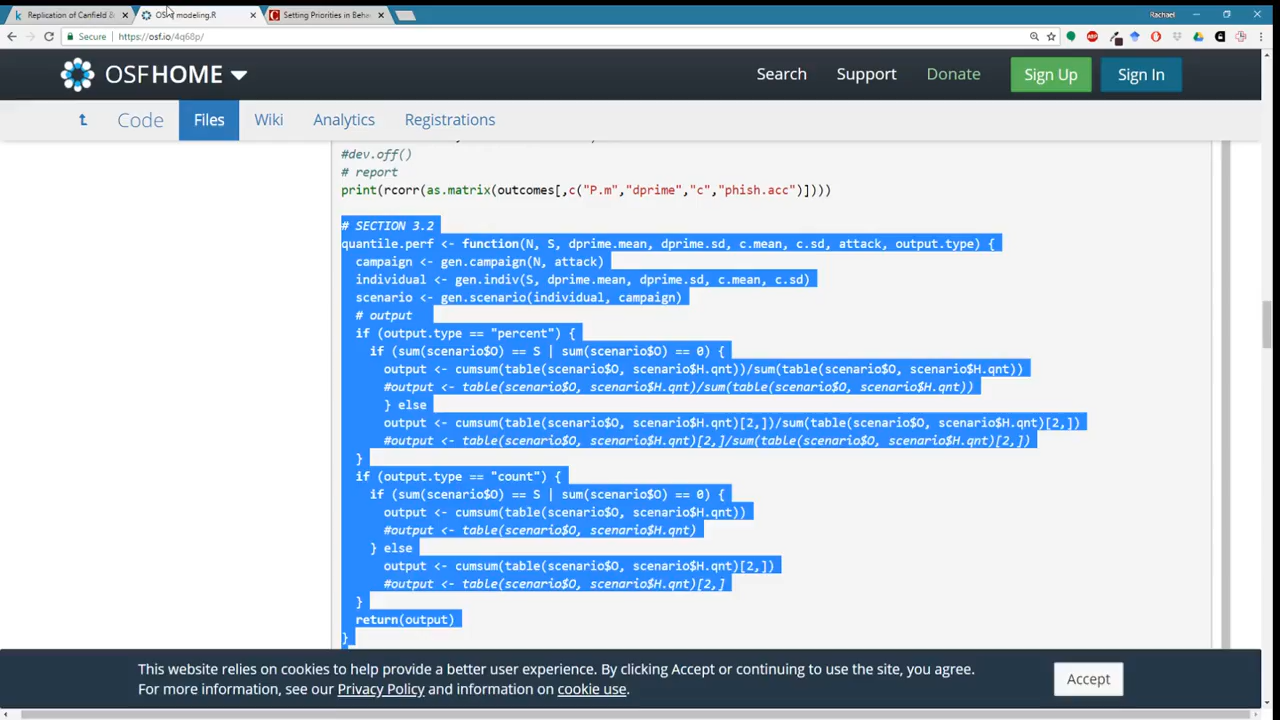 Replication of Canfield &
OSF | modeling.R
Setting Priorities in Beha
Rachael
Secure
https://osf.io/4q68p/
OSFHOME
Search
Support
Donate
Sign Up
Sign In
Code
Files
Wiki
Analytics
Registrations
#dev.off()
# report
print(rcorr(as.matrix(outcomes[,c("P.m","dprime","c","phish.acc")])))
# SECTION 3.2
quantile.perf <- function(N, S, dprime.mean, dprime.sd, c.mean, c.sd, attack, output.type) {
campaign <- gen.campaign(N, attack)
individual <- gen.indiv(S, dprime.mean, dprime.sd, c.mean, c.sd)
scenario <- gen.scenario(individual, campaign)
# output
if (output.type == "percent") {
if (sum(scenario$O) == S | sum(scenario$O) == 0) {
output <- cumsum(table(scenario$O, scenario$H.qnt))/sum(table(scenario$O, scenario$H.qnt))
#output <- table(scenario$O, scenario$H.qnt)/sum(table(scenario$O, scenario$H.qnt))
} else
output <- cumsum(table(scenario$O, scenario$H.qnt)[2,])/sum(table(scenario$O, scenario$H.qnt)[2,])
#output <- table(scenario$O, scenario$H.qnt)[2,]/sum(table(scenario$O, scenario$H.qnt)[2,])
}
if (output.type == "count") {
if (sum(scenario$O) == S | sum(scenario$O) == 0) {
output <- cumsum(table(scenario$O, scenario$H.qnt))
#output <- table(scenario$O, scenario$H.qnt)
} else
output <- cumsum(table(scenario$O, scenario$H.qnt)[2,])
#output <- table(scenario$O, scenario$H.qnt)[2,]
}
return(output)
}
This website relies on cookies to help provide a better user experience. By clicking Accept or continuing to use the site, you agree.
For more information, see our Privacy Policy and information on cookie use.
Accept